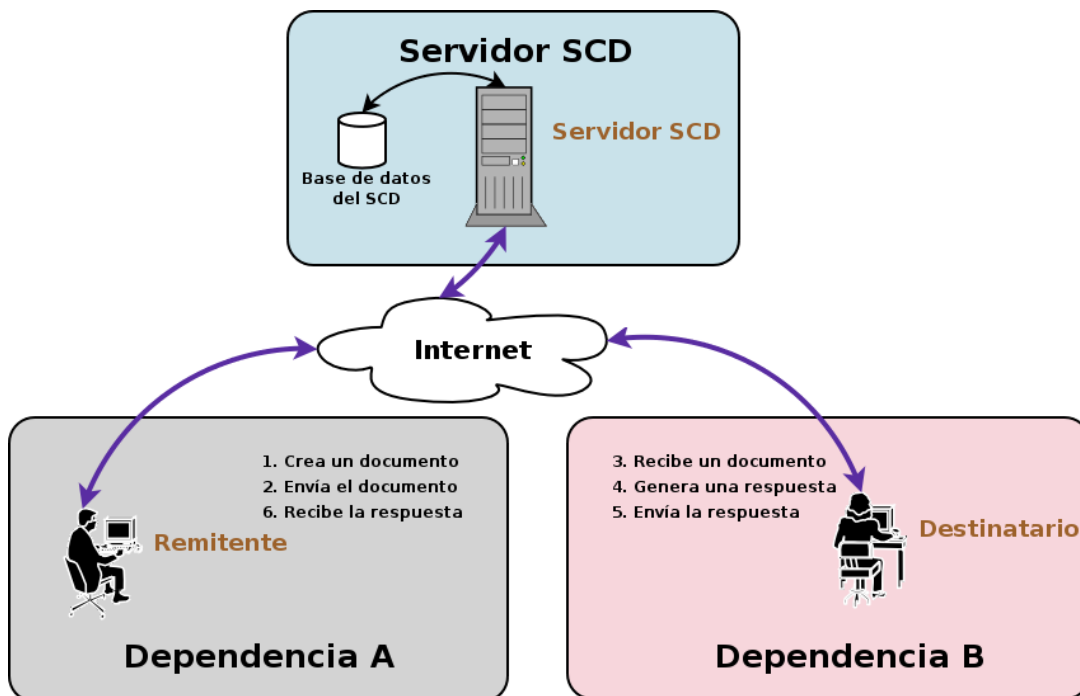 Servidor SCD
Servidor SCD
Base de datos
del SCD
Internet
1. Crea un documento
2. Envía el documento
6. Recibe la respuesta
Remitente
Dependencia A
3. Recibe un documento
4. Genera una respuesta
5. Envía la respuesta
Destinatario
Dependencia B